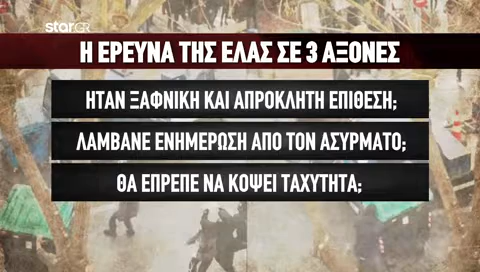 star.GR
Η ΕΡΕΥΝΑ ΤΗΣ ΕΛΑΣ ΣΕ 3 ΑΞΟΝΕΣ
ΗΤΑΝ ΞΑΦΝΙΚΗ ΚΑΙ ΑΠΡΟΚΛΗΤΗ ΕΠΙΘΕΣΗ;
ΛΑΜΒΑΝΕ ΕΝΗΜΕΡΩΣΗ ΑΠΟ ΤΟΝ ΑΣΥΡΜΑΤΟ;
ΘΑ ΕΠΡΕΠΕ ΝΑ ΚΟΨΕΙ ΤΑΧΥΤΗΤΑ;